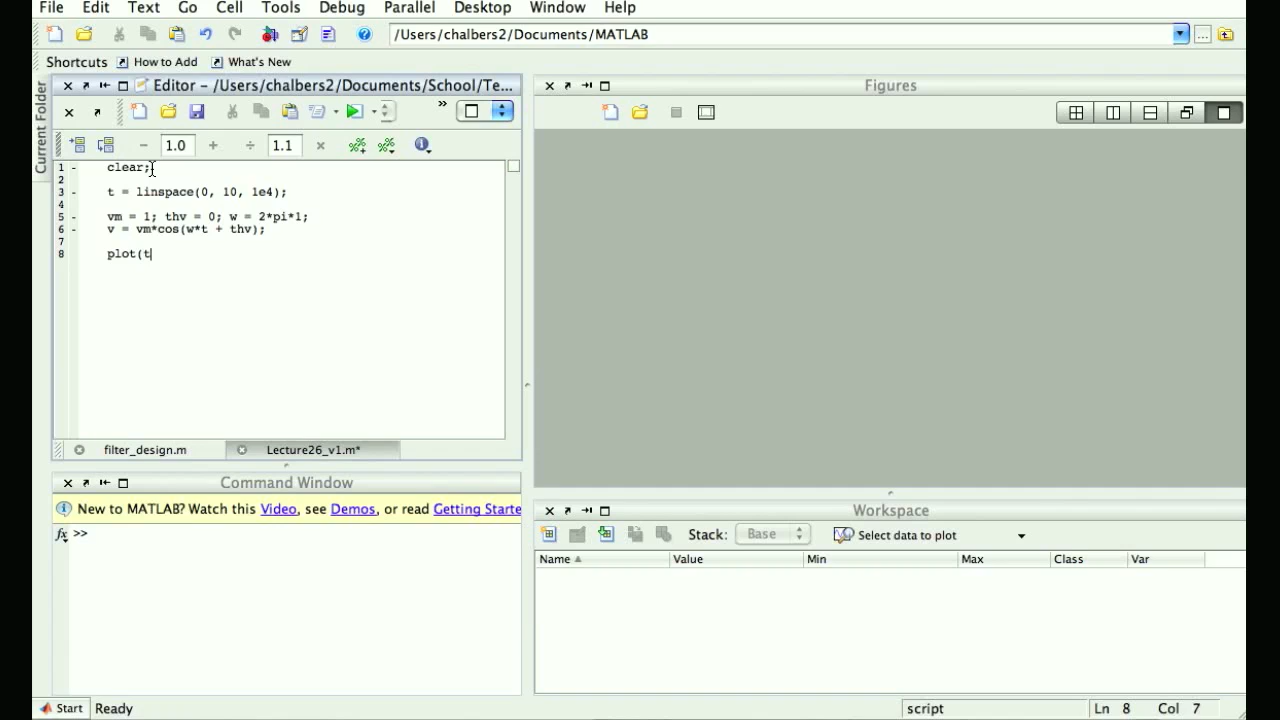 File Edit Text Go Cell Tools Debug Parallel Desktop Window Help
/Users/chalbers2/Documents/MATLAB
Shortcuts How to Add What's New
Current Folder
Editor – /Users/chalbers2/Documents/School/Te...
1.0 1.1
1 - clear;
2
3 - t = linspace(0, 10, 1e4);
4
5 - vm = 1; thv = 0; w = 2*pi*1;
6 - v = vm*cos(w*t + thv);
7
8 plot(t
filter_design.m Lecture26_v1.m*
Command Window
New to MATLAB? Watch this Video, see Demos, or read Getting Starte
fx >>
Figures
Workspace
Stack: Base Select data to plot
Name Value Min Max Class Var
Start Ready script Ln 8 Col 7